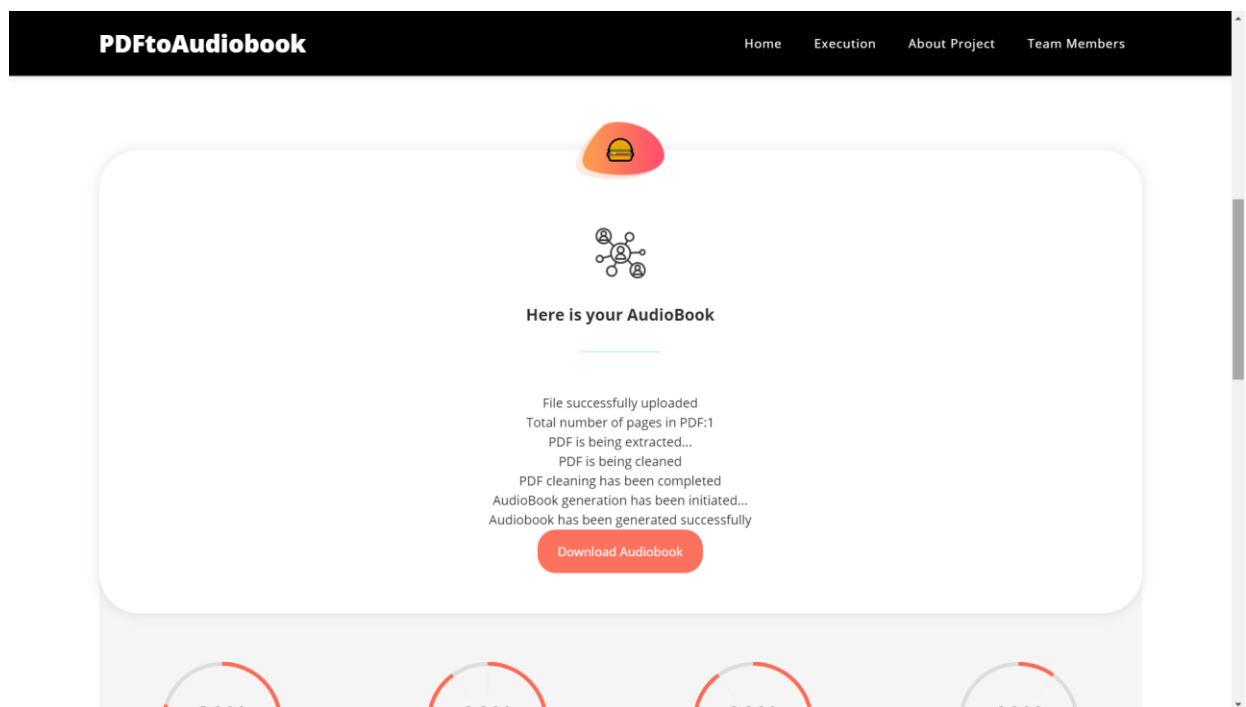 PDFtoAudiobook
Home Execution About Project Team Members
Here is your AudioBook
File successfully uploaded
Total number of pages in PDF:1
PDF is being extracted...
PDF is being cleaned
PDF cleaning has been completed
AudioBook generation has been initiated...
Audiobook has been generated successfully
Download Audiobook